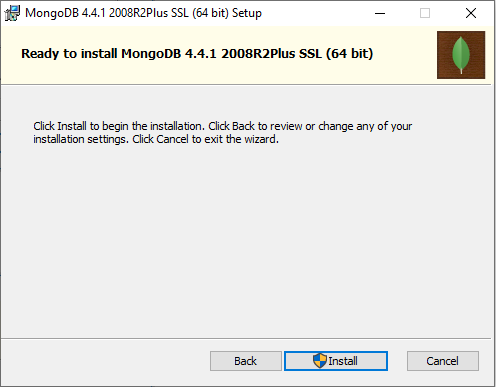 MongoDB 4.4.1 2008R2Plus SSL (64 bit) Setup
Ready to install MongoDB 4.4.1 2008R2Plus SSL (64 bit)
Click Install to begin the installation. Click Back to review or change any of your
installation settings. Click Cancel to exit the wizard.
Back
Install
Cancel